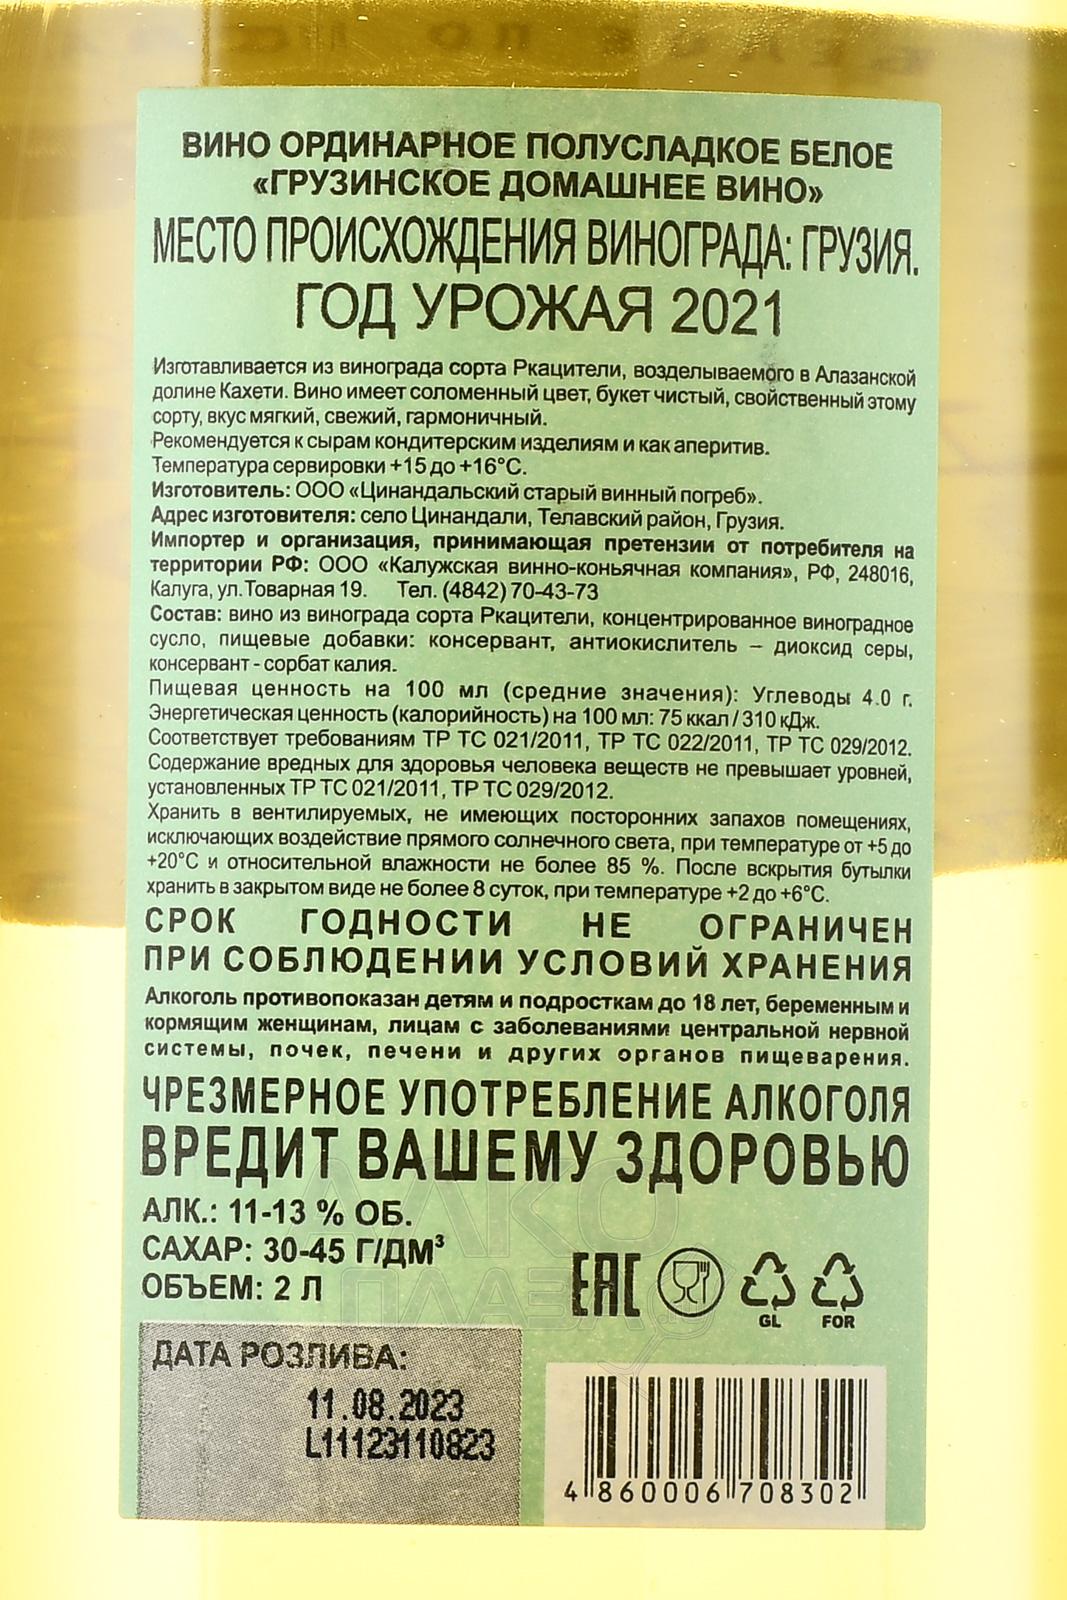 ВИНО ОРДИНАРНОЕ ПОЛУСЛАДКОЕ БЕЛОЕ
«ГРУЗИНСКОЕ ДОМАШНЕЕ ВИНО»
МЕСТО ПРОИСХОЖДЕНИЯ ВИНОГРАДА: ГРУЗИЯ.
ГОД УРОЖАЯ 2021
Изготавливается из винограда сорта Ркацители, возделываемого в Алазанской
долине Кахети. Вино имеет соломенный цвет, букет чистый, свойственный этому
сорту, вкус мягкий, свежий, гармоничный.
Рекомендуется к сырам кондитерским изделиям и как аперитив.
Температура сервировки +15 до +16°С.
Изготовитель: ООО «Цинандальский старый винный погреб».
Адрес изготовителя: село Цинандали, Телавский район, Грузия.
Импортер и организация, принимающая претензии от потребителя на
территории РФ: ООО «Калужская винно-коньячная компания», РФ, 248016,
Калуга, ул.Товарная 19. Тел. (4842) 70-43-73
Состав: вино из винограда сорта Ркацители, концентрированное виноградное
сусло, пищевые добавки: консервант, антиокислитель – диоксид серы,
консервант - сорбат калия.
Пищевая ценность на 100 мл (средние значения): Углеводы 4.0 г.
Энергетическая ценность (калорийность) на 100 мл: 75 ккал / 310 кДж.
Соответствует требованиям ТР ТС 021/2011, ТР ТС 022/2011, ТР ТС 029/2012.
Содержание вредных для здоровья человека веществ не превышает уровней,
установленных ТР ТС 021/2011, ТР ТС 029/2012.
Хранить в вентилируемых, не имеющих посторонних запахов помещениях,
исключающих воздействие прямого солнечного света, при температуре от +5 до
+20°С и относительной влажности не более 85 %. После вскрытия бутылки
хранить в закрытом виде не более 8 суток, при температуре +2 до +6°С.
СРОК ГОДНОСТИ НЕ ОГРАНИЧЕН
ПРИ СОБЛЮДЕНИИ УСЛОВИЙ ХРАНЕНИЯ
Алкоголь противопоказан детям и подросткам до 18 лет, беременным и
кормящим женщинам, лицам с заболеваниями центральной нервной
системы, почек, печени и других органов пищеварения.
ЧРЕЗМЕРНОЕ УПОТРЕБЛЕНИЕ АЛКОГОЛЯ
ВРЕДИТ ВАШЕМУ ЗДОРОВЬЮ
АЛК.: 11-13 % ОБ.
САХАР: 30-45 Г/ДМ³
ОБЪЕМ: 2 Л
ЕАС
GL
FOR
АЛКО
ПЛАЗА
ДАТА РОЗЛИВА:
11.08.2023
L11123110823
4 860006 708302